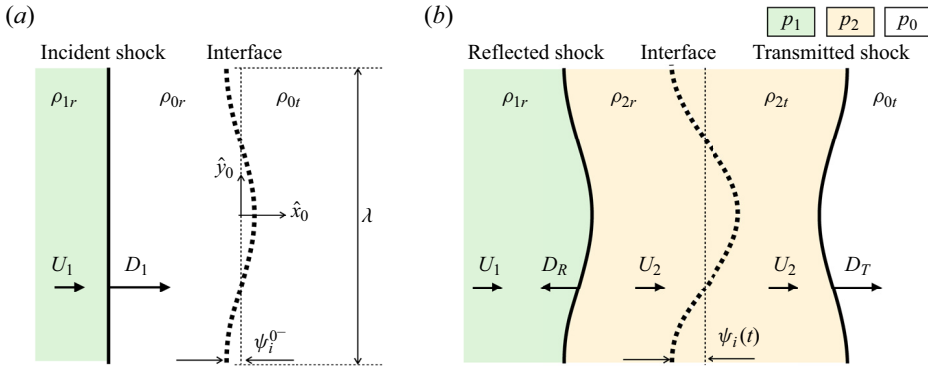 (a)
Incident shock Interface
ρ1r ρ0r ρ0t
ŷ0
x̂0
λ
U1 D1
ψi0−
(b)
p1 p2 p0
Reflected shock Interface Transmitted shock
ρ1r ρ2r ρ2t ρ0t
U1 DR U2 U2 DT
ψi(t)